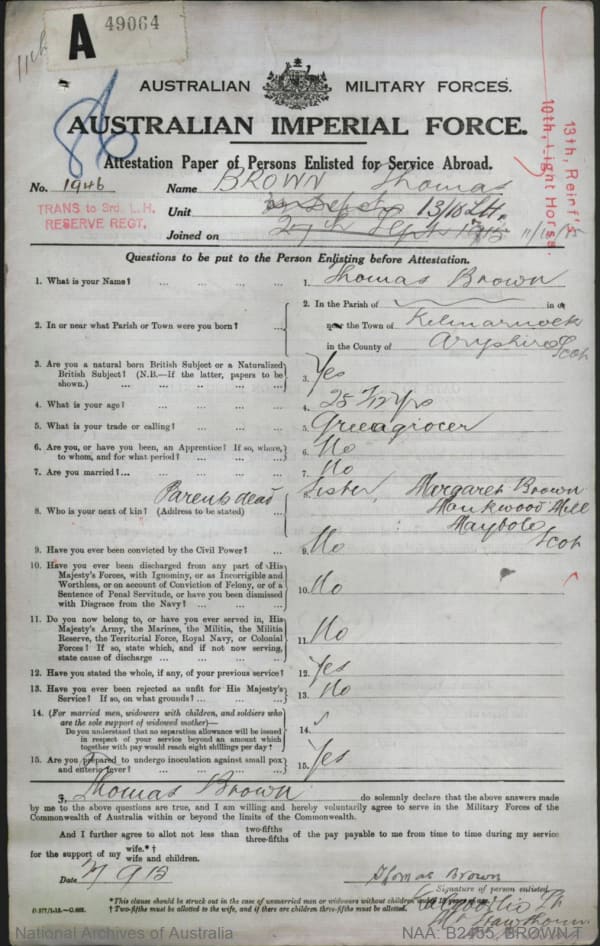 A 49064
11th
AUSTRALIAN MILITARY FORCES.
AUSTRALIAN IMPERIAL FORCE.
Attestation Paper of Persons Enlisted for Service Abroad.
13th, Reinf's
10th, Light Horse.
No. 1946 Name BROWN Thomas
TRANS to 3rd. L.H.
RESERVE REGT.
Unit 13/10 L.H.
Joined on 27th Sept 1915
Questions to be put to the Person Enlisting before Attestation.
1. What is your Name? ... ... ... ... 1. Thomas Brown
2. In or near what Parish or Town were you born? ...
2. In the Parish of in or
near the Town of Kilmarnock
in the County of Aryshire Scot
3. Are you a natural born British Subject or a Naturalized
British Subject? (N.B.—If the latter, papers to be
shown.) ... ... ... ... ... 3. Yes
4. What is your age? ... ... ... ... 4. 25 Yrs
5. What is your trade or calling? ... ... ... 5. Greengrocer
6. Are you, or have you been, an Apprentice? If so, where,
to whom, and for what period? ... ... ... 6. No
7. Are you married?... ... ... ... ... 7. No
8. Who is your next of kin? (Address to be stated) ...
Parents dead
Sister, Margaret Brown
Mill
Maybole
Scot
9. Have you ever been convicted by the Civil Power? ... 9. No
10. Have you ever been discharged from any part of His
Majesty's Forces, with Ignominy, or as Incorrigible and
Worthless, or on account of Conviction of Felony, or of a
Sentence of Penal Servitude, or have you been dismissed
with Disgrace from the Navy? ... ... ... 10. No
11. Do you now belong to, or have you ever served in, His
Majesty's Army, the Marines, the Militia, the Militia
Reserve, the Territorial Force, Royal Navy, or Colonial
Forces? If so, state which, and if not now serving,
state cause of discharge ... ... ... ... 11. No
12. Have you stated the whole, if any, of your previous service? 12. Yes
13. Have you ever been rejected as unfit for His Majesty's
Service? If so, on what grounds? ... ... ... 13. No
14. (For married men, widowers with children, and soldiers who
are the sole support of widowed mother)—
Do you understand that no separation allowance will be issued
in respect of your service beyond an amount which
together with pay would reach eight shillings per day? 14.
15. Are you prepared to undergo inoculation against small pox
and enteric fever? ... ... ... ... 15. Yes
I, Thomas Brown do solemnly declare that the above answers made
by me to the above questions are true, and I am willing and hereby voluntarily agree to serve in the Military Forces of the
Commonwealth of Australia within or beyond the limits of the Commonwealth.
And I further agree to allot not less than two-fifths three-fifths of the pay payable to me from time to time during my service
for the support of my wife.*† wife and children.
Date Thomas Brown
Signature of person enlisted.
*This clause should be struck out in the case of unmarried men or widowers without children under 18 years of age.
†Two-fifths must be allotted to the wife, and if there are children three-fifths must be allotted.
National Archives of Australia NAA: B2455, BROWN T